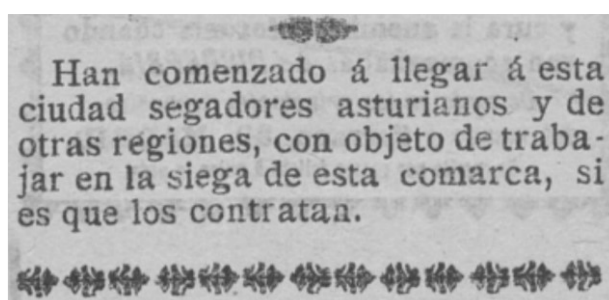 Han comenzado á llegar á esta
ciudad segadores asturianos y de
otras regiones, con objeto de traba-
jar en la siega de esta comarca, si
es que los contratan.